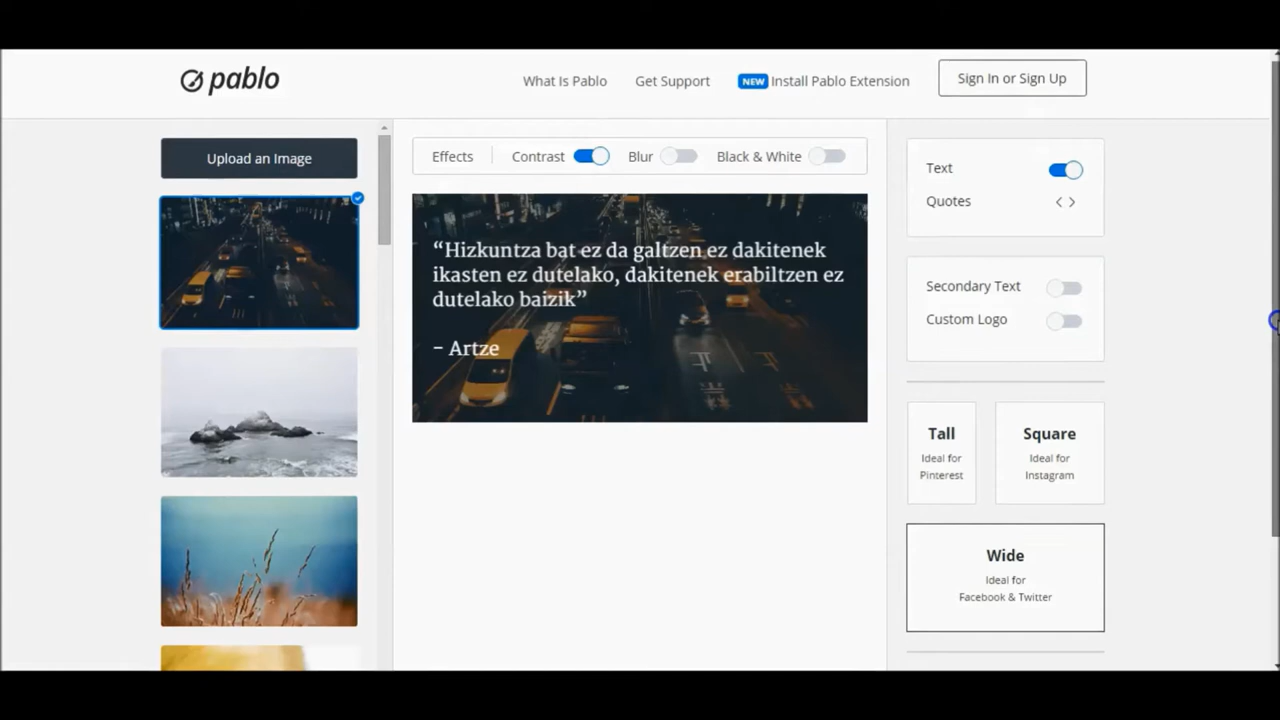 pablo
What Is Pablo
Get Support
NEW Install Pablo Extension
Sign In or Sign Up
Upload an Image
Effects
Contrast
Blur
Black & White
“Hizkuntza bat ez da galtzen ez dakitenek
ikasten ez dutelako, dakitenek erabiltzen ez
dutelako baizik”
- Artze
Text
Quotes
Secondary Text
Custom Logo
Tall
Ideal for
Pinterest
Square
Ideal for
Instagram
Wide
Ideal for
Facebook & Twitter